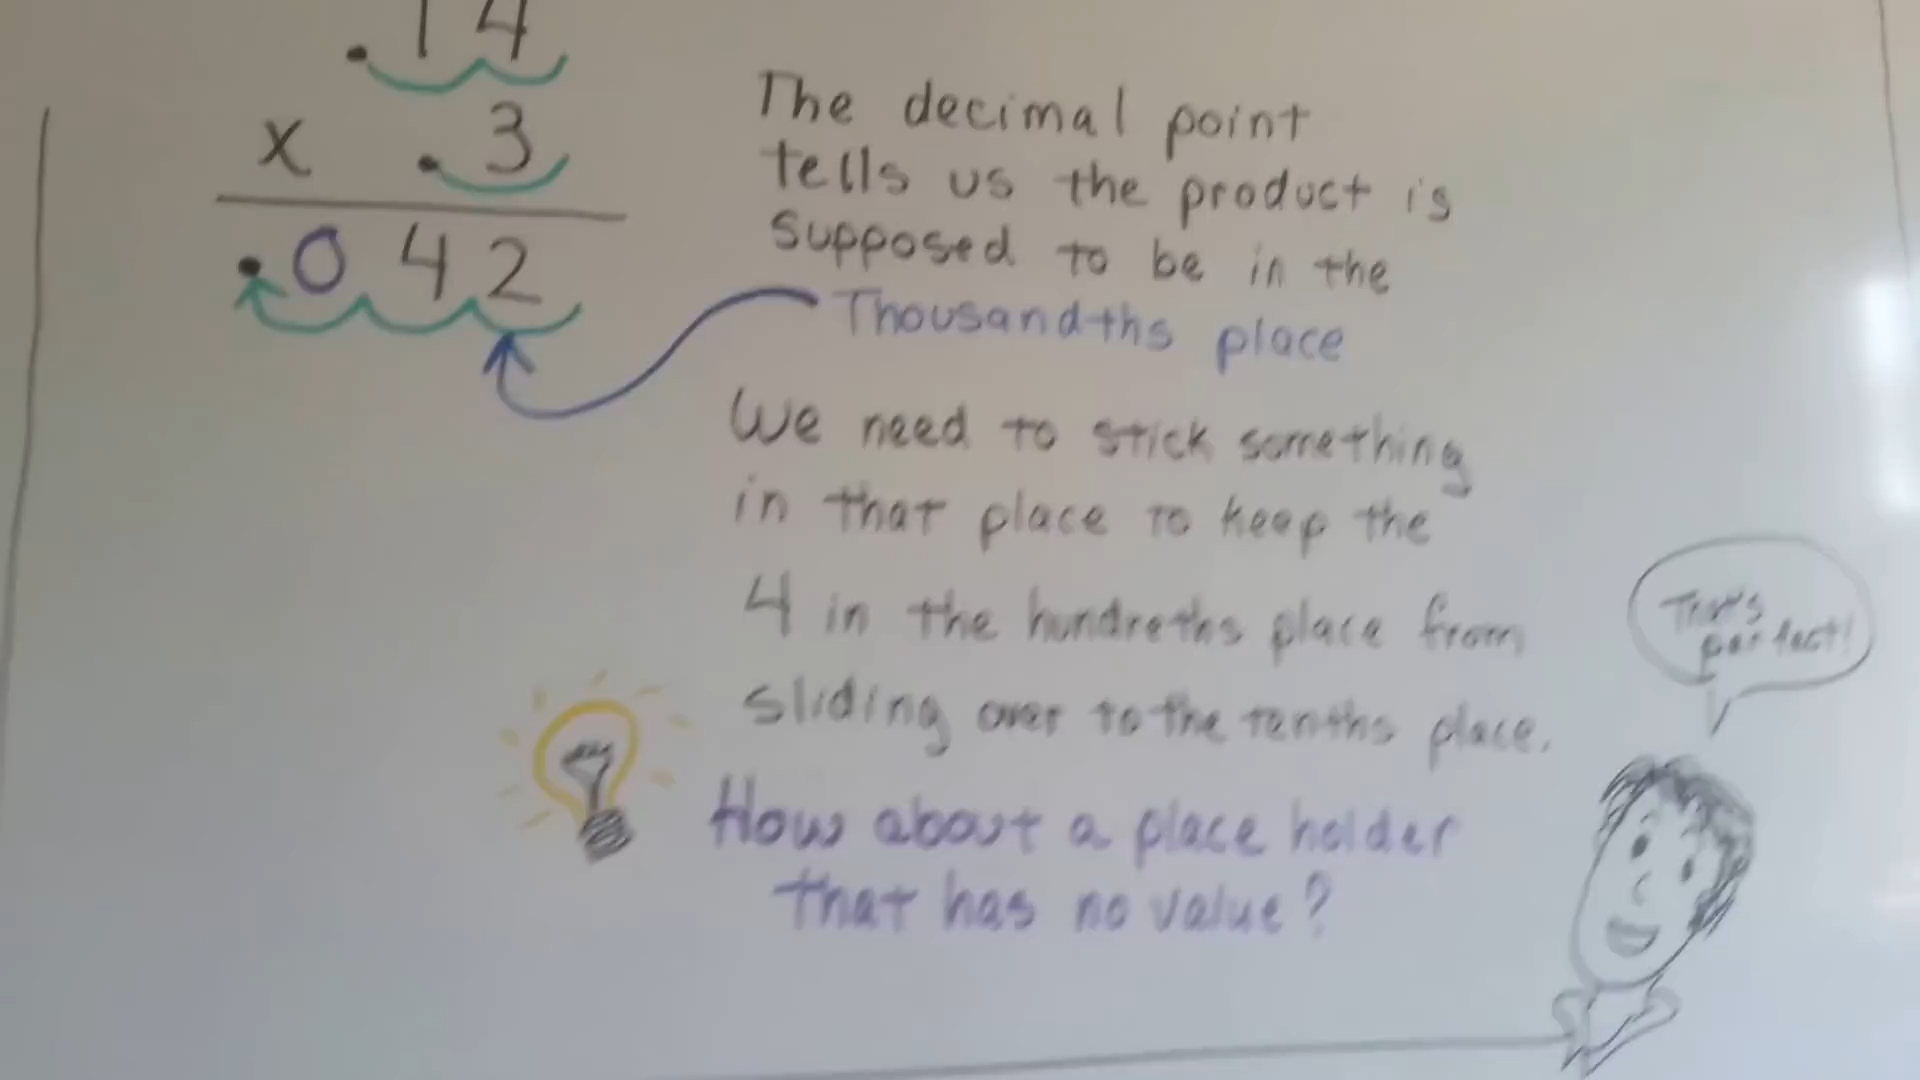 .14
x .3
.042
The decimal point
tells us the product is
supposed to be in the
Thousandths place
We need to stick something
in that place to keep the
4 in the hundreths place from
sliding over to the tenths place.
How about a place holder
that has no value?
That's
perfect!